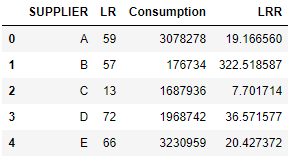 SUPPLIER LR Consumption LRR
0 A 59 3078278 19.166560
1 B 57 176734 322.518587
2 C 13 1687936 7.701714
3 D 72 1968742 36.571577
4 E 66 3230959 20.427372